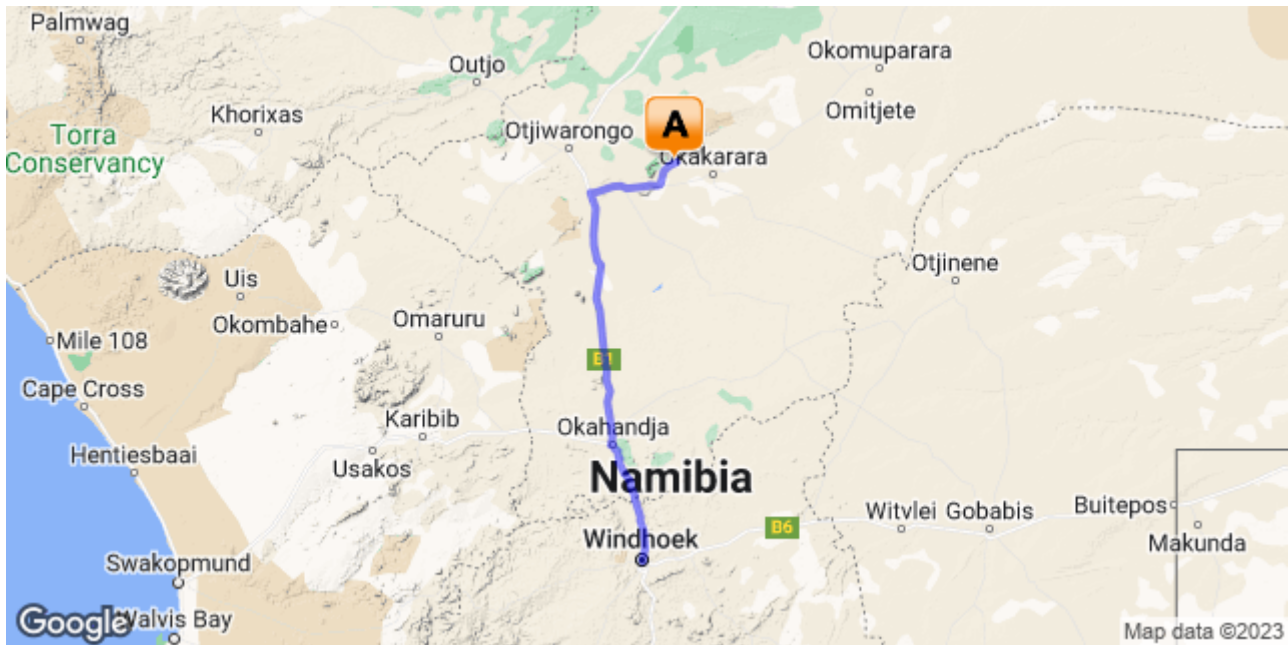 Palmwag
Okomuparara
Outjo
Omitjete
Khorixas
Otjiwarongo
A
Torra
Conservancy
Okakarara
Otjinene
Uis
Okombahe
Omaruru
Mile 108
B1
Cape Cross
Karibib
Okahandja
Hentiesbaai
Usakos
Namibia
Buitepos
Witvlei
Gobabis
B6
Windhoek
Makunda
Swakopmund
Google
Walvis Bay
Map data ©2023